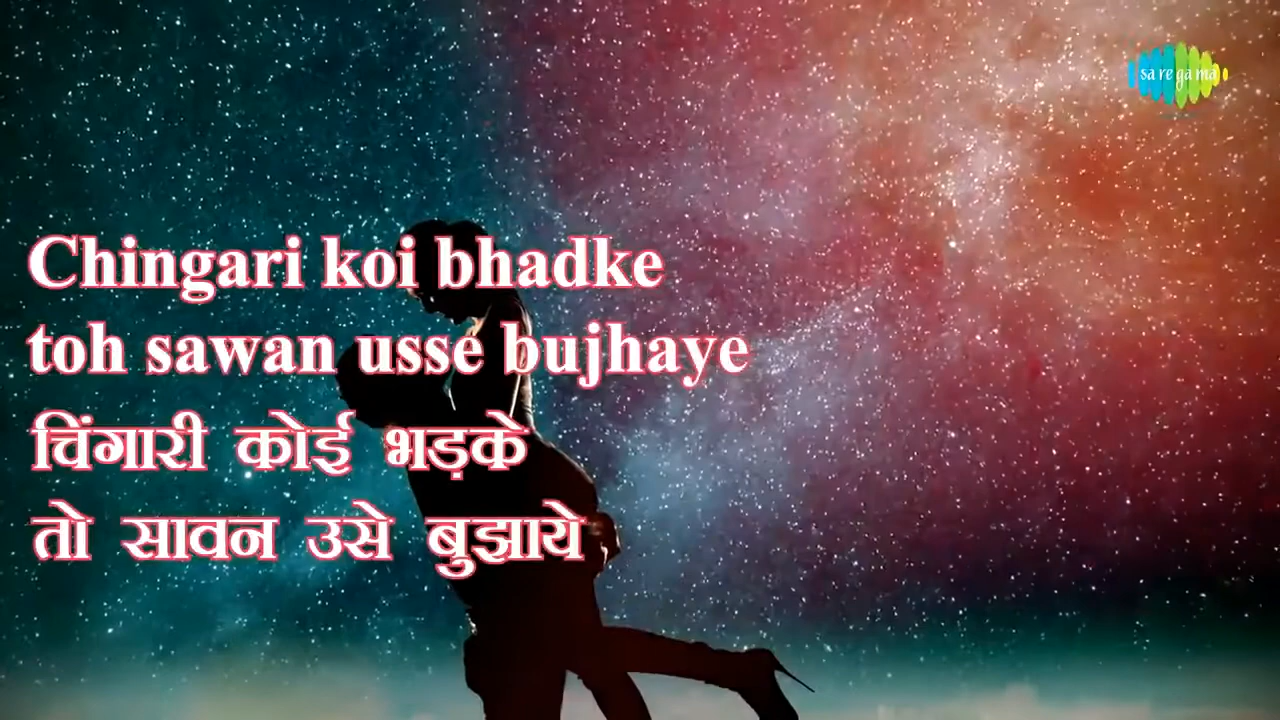 sa re ga ma
Chingari koi bhadke
toh sawan usse bujhaye
चिंगारी कोई भड़के
तो सावन उसे बुझाये